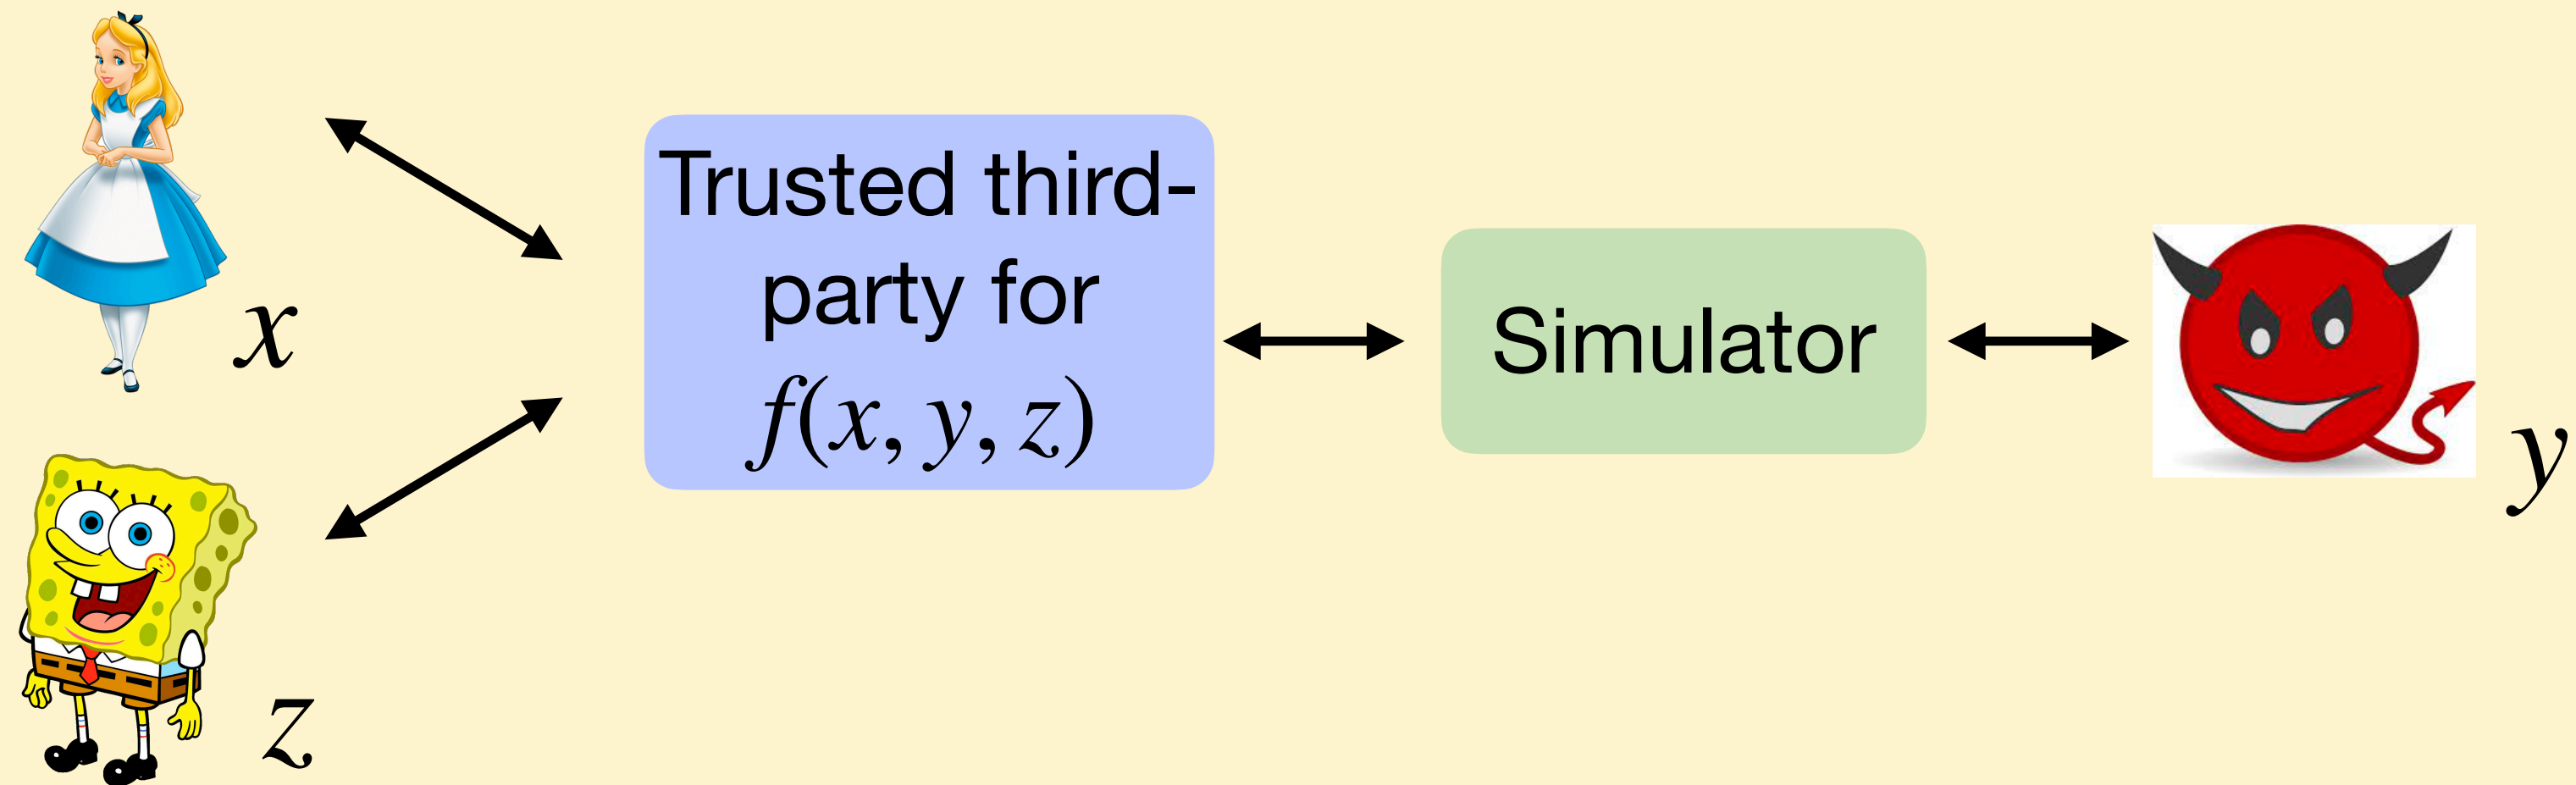 x
Trusted third-
party for
f(x, y, z)
Simulator
y
z